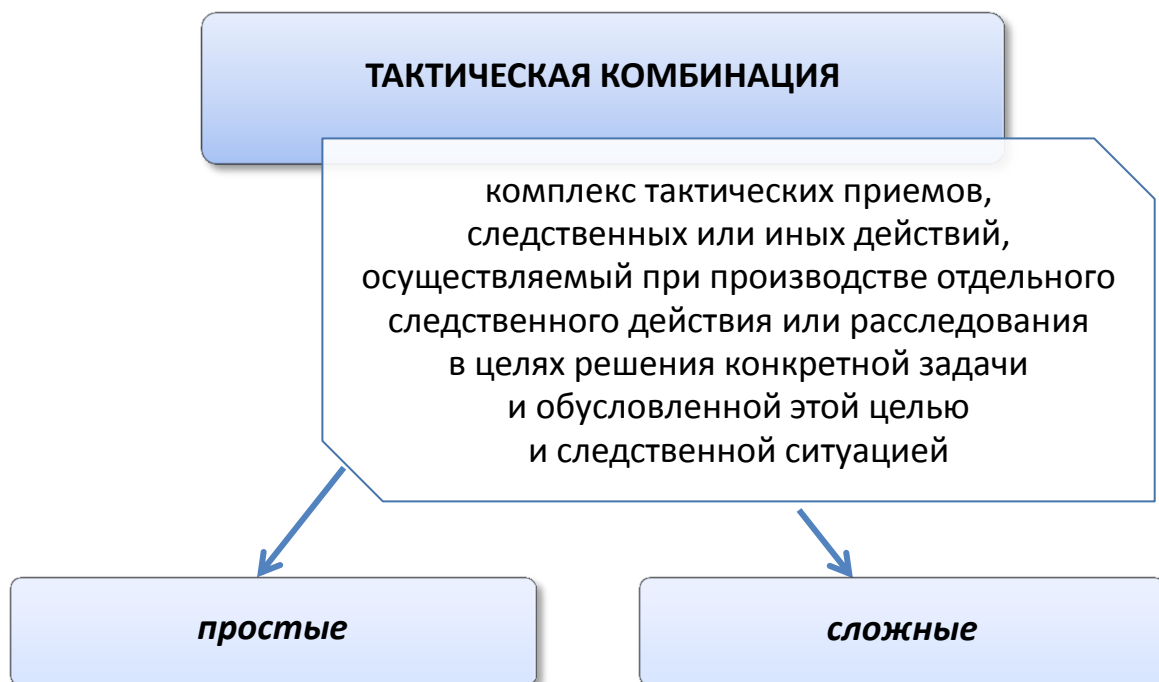 ТАКТИЧЕСКАЯ КОМБИНАЦИЯ
комплекс тактических приемов,
следственных или иных действий,
осуществляемый при производстве отдельного
следственного действия или расследования
в целях решения конкретной задачи
и обусловленной этой целью
и следственной ситуацией
простые
сложные